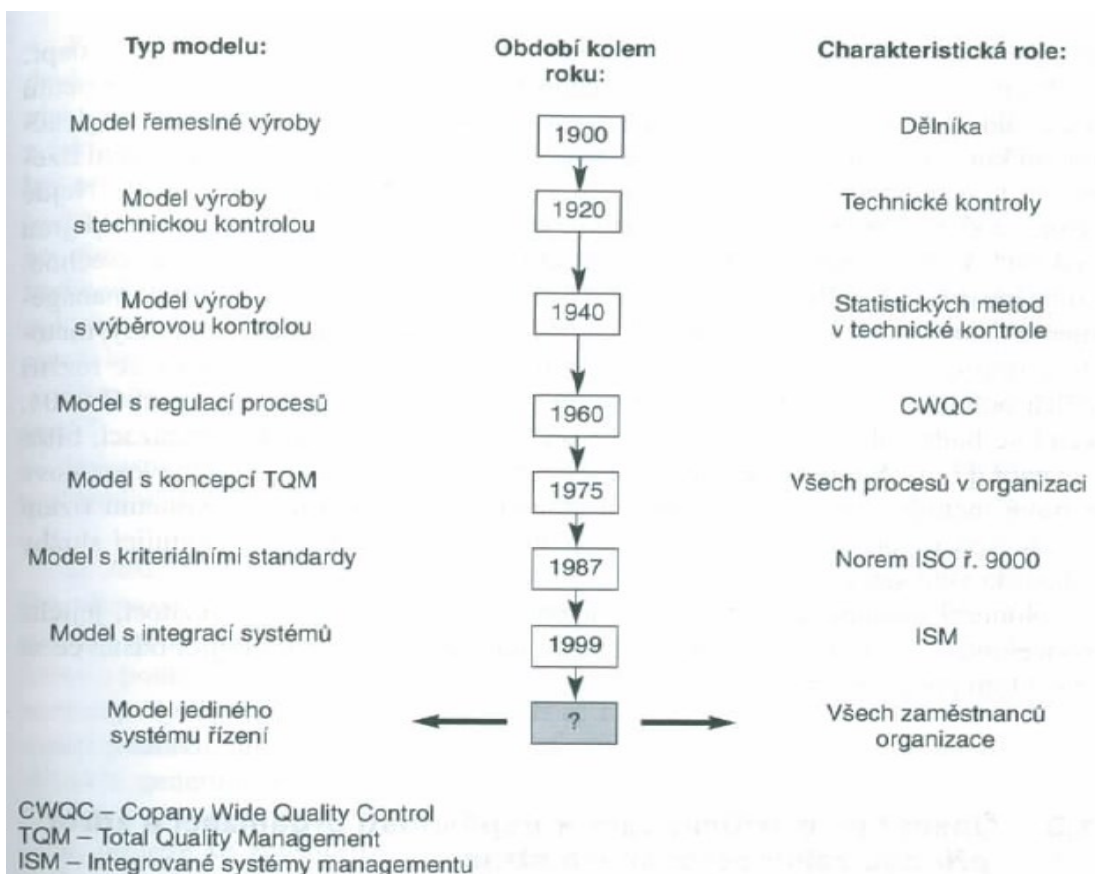 Typ modelu:
Období kolem
roku:
Charakteristická role:
Model řemeslné výroby
1900
Dělníka
Model výroby
s technickou kontrolou
1920
Technické kontroly
Model výroby
s výběrovou kontrolou
1940
Statistických metod
v technické kontrole
Model s regulací procesů
1960
CWQC
Model s koncepcí TQM
1975
Všech procesů v organizaci
Model s kriteriálními standardy
1987
Norem ISO ř. 9000
Model s integrací systémů
1999
ISM
Model jediného
systému řízení
?
Všech zaměstnanců
organizace
CWQC – Copany Wide Quality Control
TQM – Total Quality Management
ISM – Integrované systémy managementu